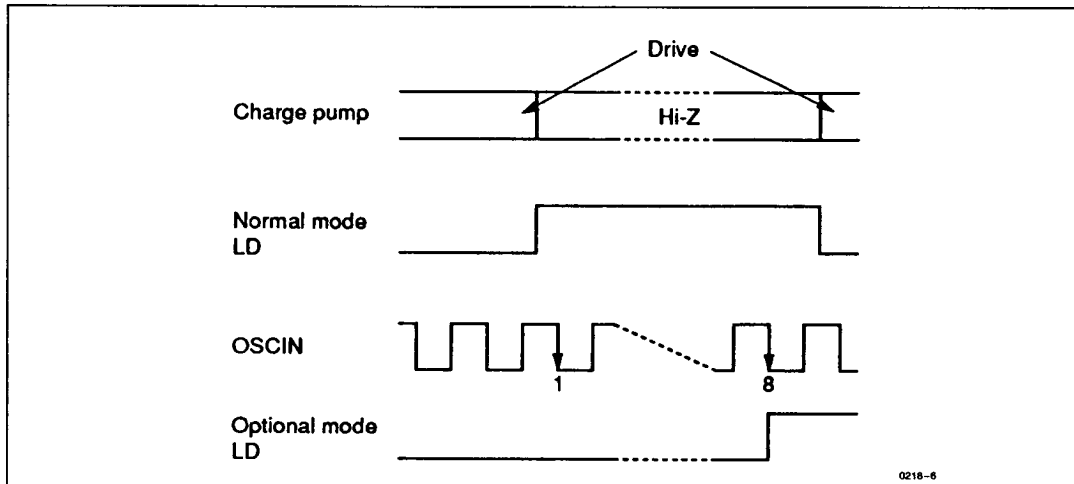 Drive
Charge pump
Hi-Z
Normal mode
LD
OSCIN
1
8
Optional mode
LD
0218-6